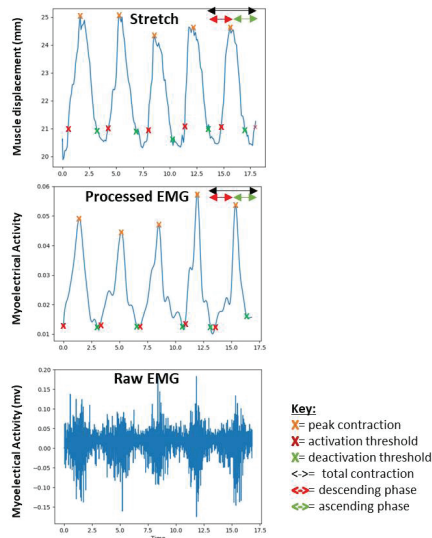 Stretch
Muscle displacement (mm)
25
24
23
22
21
20
0.0 2.5 5.0 7.5 10.0 12.5 15.0 17.5
Processed EMG
Myoelectrical Activity
0.06
0.05
0.04
0.03
0.02
0.01
0.0 2.5 5.0 7.5 10.0 12.5 15.0 17.5
Raw EMG
Myoelectrical Activity (mv)
0.20
0.15
0.10
0.05
0.00
−0.05
−0.10
−0.15
0.0 2.5 5.0 7.5 10.0 12.5 15.0 17.5
Time
Key:
X= peak contraction
X= activation threshold
X= deactivation threshold
<->= total contraction
<->= descending phase
<->= ascending phase